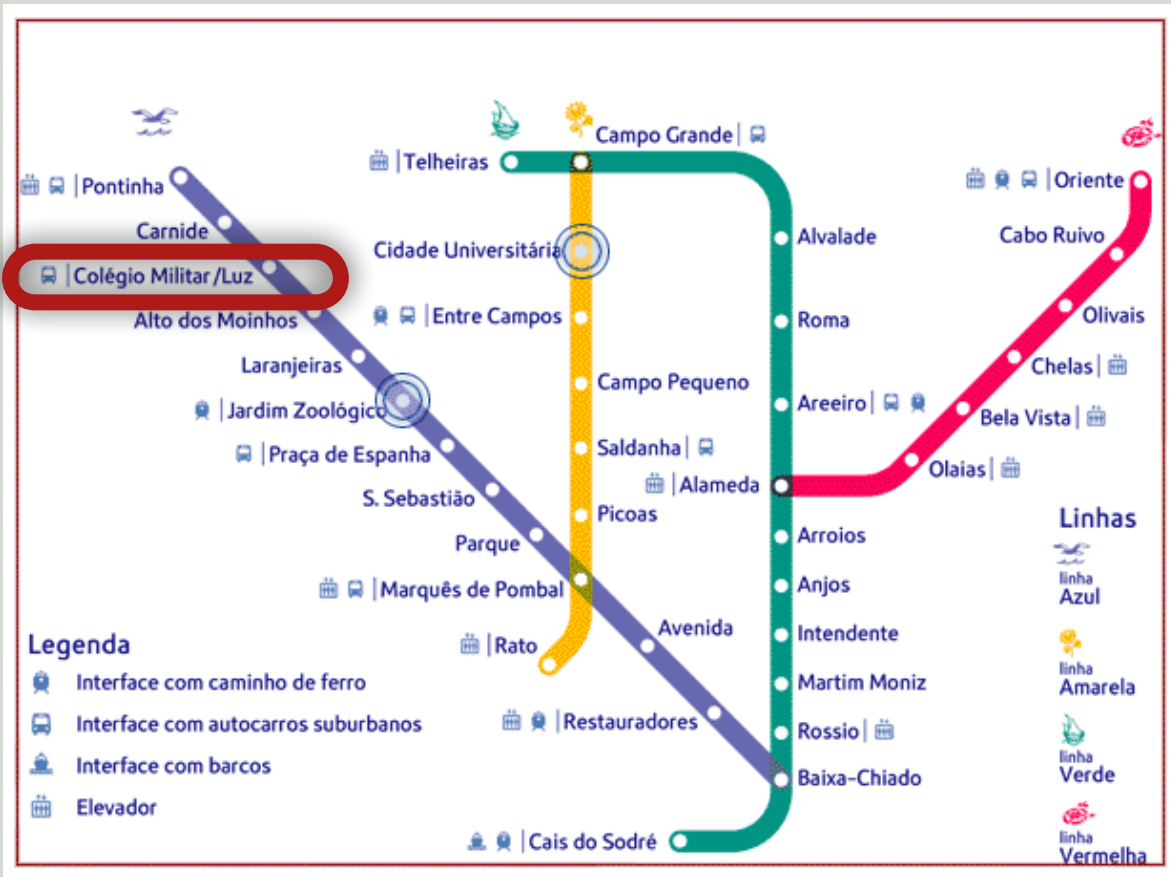 Campo Grande|
|Telheiras
|Pontinha
|Oriente
Carnide
Cidade Universitária
Alvalade
Cabo Ruivo
|Colégio Militar/Luz
Alto dos Moinhos
|Entre Campos
Roma
Olivais
Laranjeiras
Campo Pequeno
Chelas|
|Jardim Zoológico
Areeiro|
Bela Vista|
|Praça de Espanha
Saldanha|
Olaias|
S. Sebastião
|Alameda
Picoas
Parque
Arroios
|Marquês de Pombal
Anjos
Avenida
Intendente
|Rato
Martim Moniz
|Restauradores
Rossio|
Baixa-Chiado
|Cais do Sodré
Legenda
Interface com caminho de ferro
Interface com autocarros suburbanos
Interface com barcos
Elevador
Linhas
linha
Azul
linha
Amarela
linha
Verde
linha
Vermelha